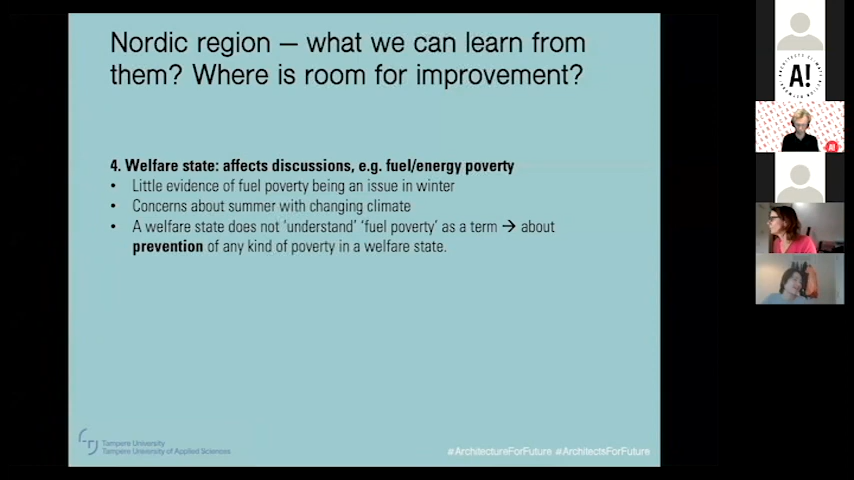 Nordic region – what we can learn from
them? Where is room for improvement?
4. Welfare state: affects discussions, e.g. fuel/energy poverty
• Little evidence of fuel poverty being an issue in winter
• Concerns about summer with changing climate
• A welfare state does not 'understand' 'fuel poverty' as a term → about
prevention of any kind of poverty in a welfare state.
Tampere University
Tampere University of Applied Sciences
#ArchitectureForFuture #ArchitectsForFuture
A!